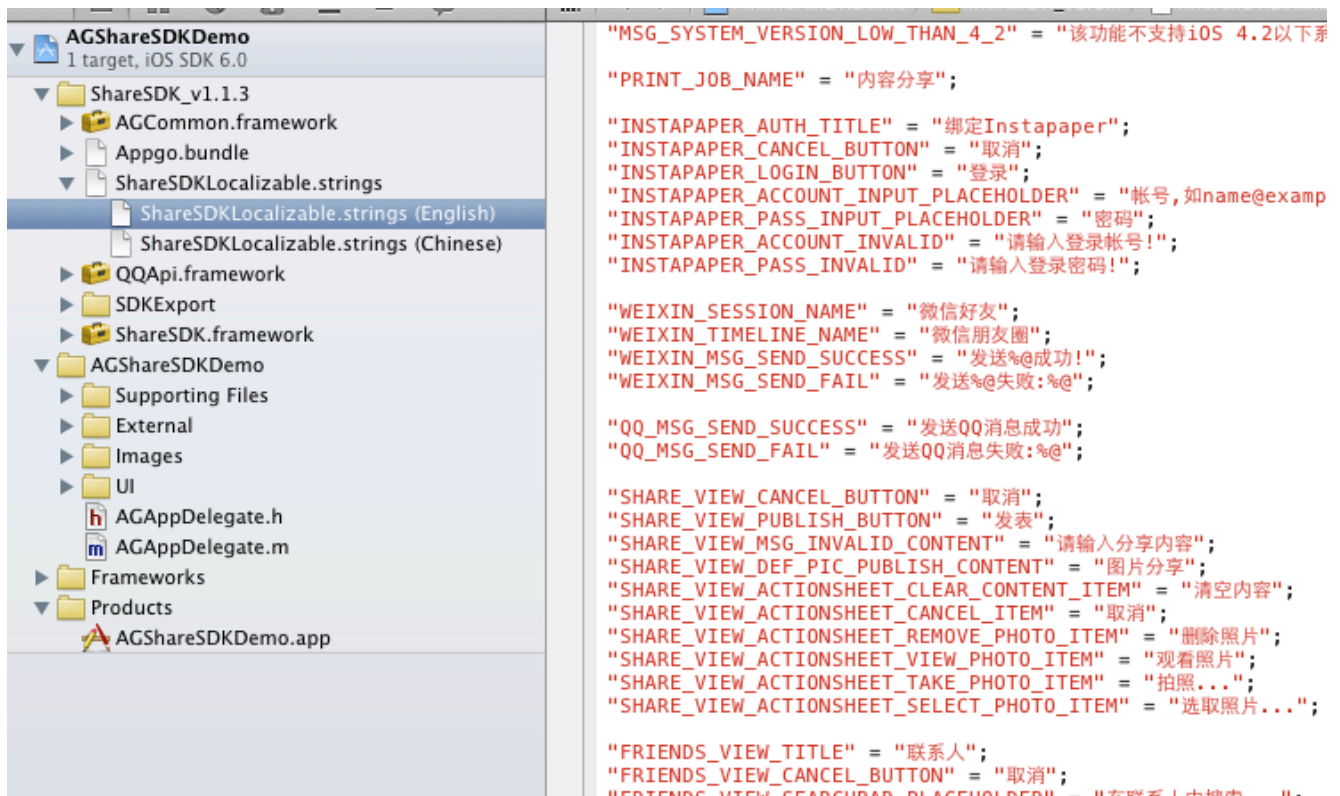 AGShareSDKDemo
1 target, iOS SDK 6.0
ShareSDK_v1.1.3
AGCommon.framework
Appgo.bundle
ShareSDKLocalizable.strings
ShareSDKLocalizable.strings (English)
ShareSDKLocalizable.strings (Chinese)
QQApi.framework
SDKExport
ShareSDK.framework
AGShareSDKDemo
Supporting Files
External
Images
UI
h AGAppDelegate.h
m AGAppDelegate.m
Frameworks
Products
AGShareSDKDemo.app
"MSG_SYSTEM_VERSION_LOW_THAN_4_2" = "该功能不支持iOS 4.2以下系
"PRINT_JOB_NAME" = "内容分享";
"INSTAPAPER_AUTH_TITLE" = "绑定Instapaper";
"INSTAPAPER_CANCEL_BUTTON" = "取消";
"INSTAPAPER_LOGIN_BUTTON" = "登录";
"INSTAPAPER_ACCOUNT_INPUT_PLACEHOLDER" = "帐号,如name@examp
"INSTAPAPER_PASS_INPUT_PLACEHOLDER" = "密码";
"INSTAPAPER_ACCOUNT_INVALID" = "请输入登录帐号!";
"INSTAPAPER_PASS_INVALID" = "请输入登录密码!";
"WEIXIN_SESSION_NAME" = "微信好友";
"WEIXIN_TIMELINE_NAME" = "微信朋友圈";
"WEIXIN_MSG_SEND_SUCCESS" = "发送%@成功!";
"WEIXIN_MSG_SEND_FAIL" = "发送%@失败:%@";
"QQ_MSG_SEND_SUCCESS" = "发送QQ消息成功";
"QQ_MSG_SEND_FAIL" = "发送QQ消息失败:%@";
"SHARE_VIEW_CANCEL_BUTTON" = "取消";
"SHARE_VIEW_PUBLISH_BUTTON" = "发表";
"SHARE_VIEW_MSG_INVALID_CONTENT" = "请输入分享内容";
"SHARE_VIEW_DEF_PIC_PUBLISH_CONTENT" = "图片分享";
"SHARE_VIEW_ACTIONSHEET_CLEAR_CONTENT_ITEM" = "清空内容";
"SHARE_VIEW_ACTIONSHEET_CANCEL_ITEM" = "取消";
"SHARE_VIEW_ACTIONSHEET_REMOVE_PHOTO_ITEM" = "删除照片";
"SHARE_VIEW_ACTIONSHEET_VIEW_PHOTO_ITEM" = "观看照片";
"SHARE_VIEW_ACTIONSHEET_TAKE_PHOTO_ITEM" = "拍照...";
"SHARE_VIEW_ACTIONSHEET_SELECT_PHOTO_ITEM" = "选取照片...";
"FRIENDS_VIEW_TITLE" = "联系人";
"FRIENDS_VIEW_CANCEL_BUTTON" = "取消";